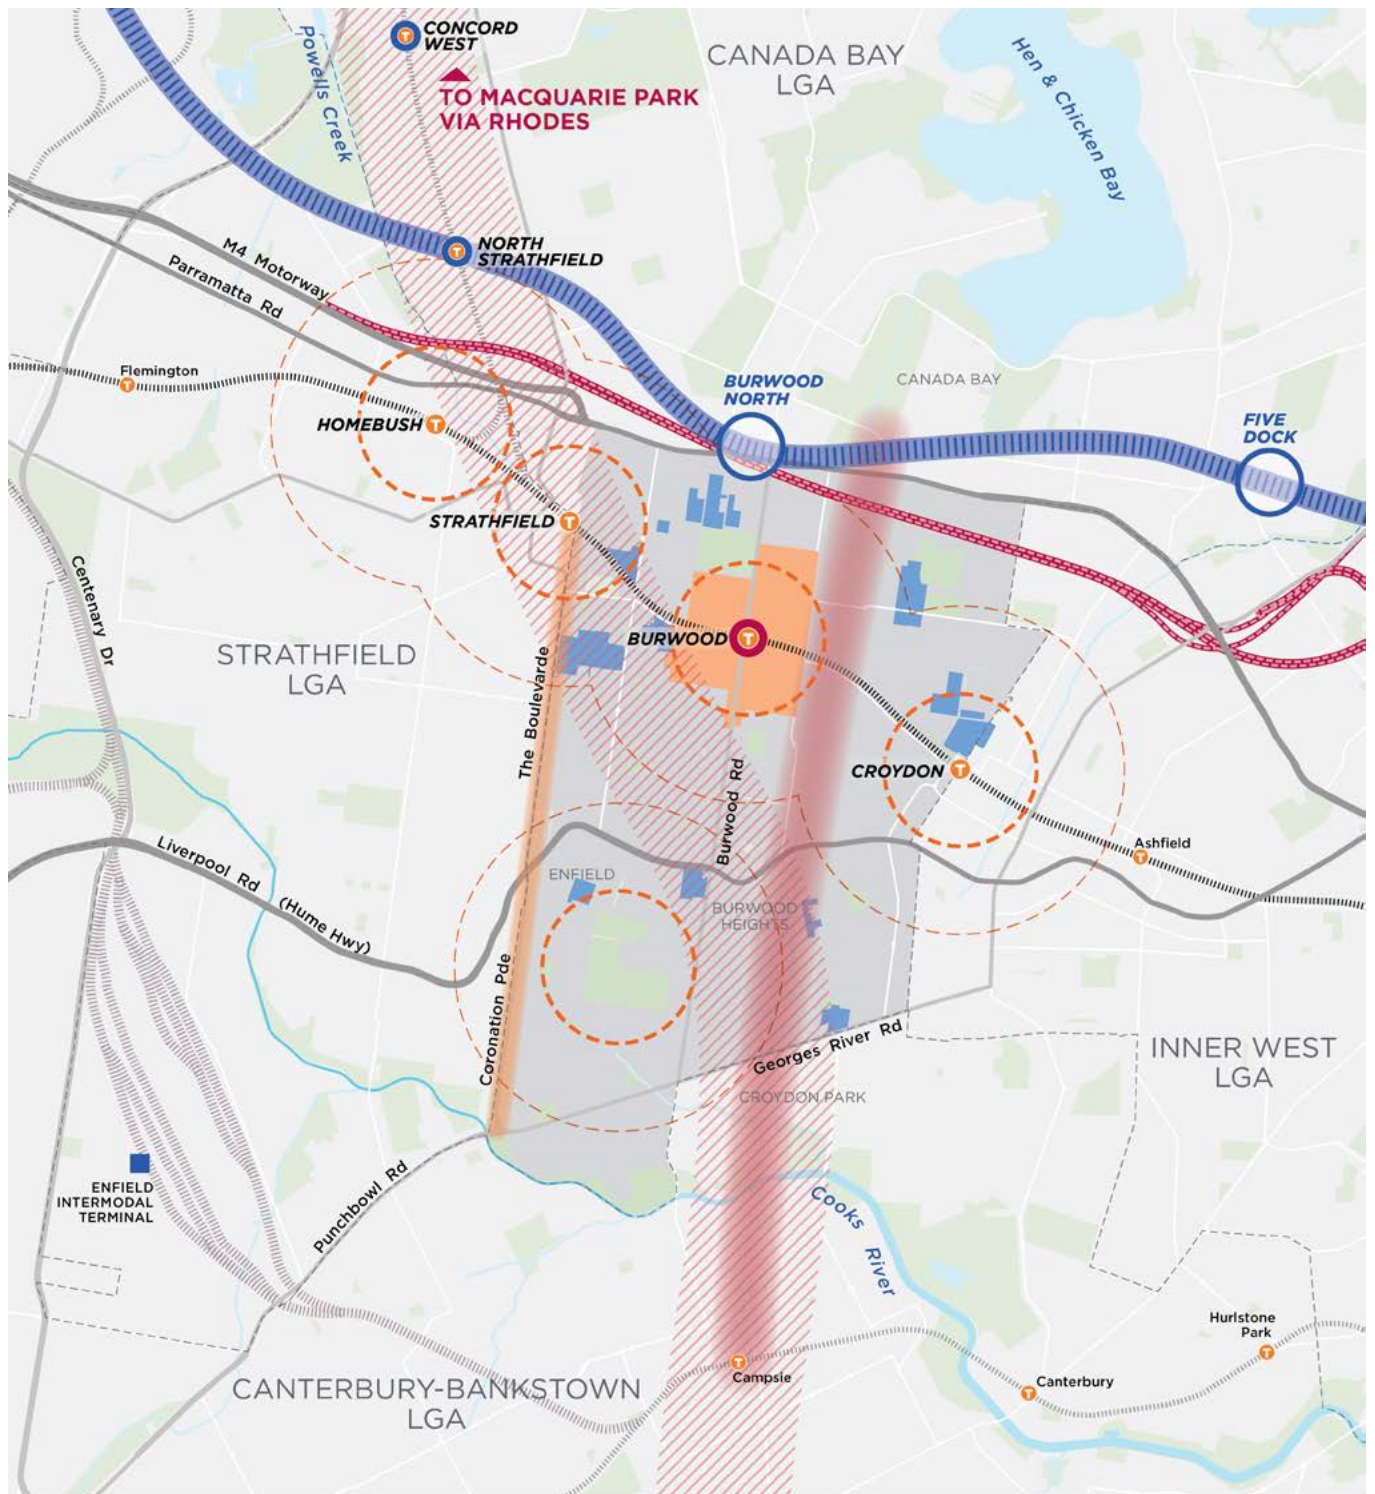 CONCORD
WEST
TO MACQUARIE PARK
VIA RHODES
Powells Creek
CANADA BAY
LGA
Hen & Chicken Bay
NORTH
STRATHFIELD
M4 Motorway
Parramatta Rd
Flemington
HOMEBUSH
BURWOOD
NORTH
CANADA BAY
FIVE
DOCK
STRATHFIELD
Centenary Dr
STRATHFIELD
LGA
BURWOOD
The Boulevarde
Burwood Rd
CROYDON
Ashfield
Liverpool Rd (Hume Hwy)
ENFIELD
BURWOOD
HEIGHTS
Coronation Pde
Georges River Rd
CROYDON PARK
INNER WEST
LGA
ENFIELD
INTERMODAL
TERMINAL
Punchbowl Rd
Cooks River
Hurlstone
Park
Campsie
Canterbury
CANTERBURY-BANKSTOWN
LGA
T
T
T
T
T
T
T
T
T
T
T